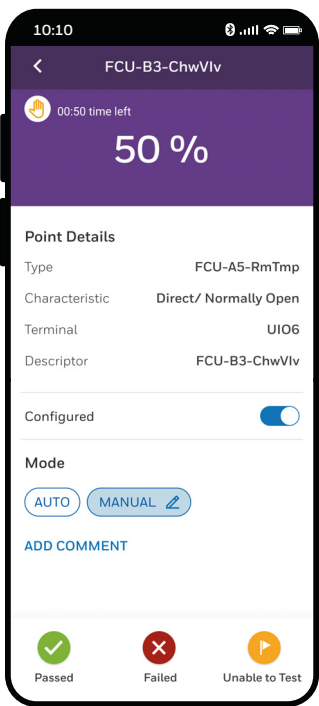 10:10
FCU-B3-ChwVlv
00:50 time left
50 %
Point Details
Type FCU-A5-RmTmp
Characteristic Direct/ Normally Open
Terminal UIO6
Descriptor FCU-B3-ChwVlv
Configured
Mode
AUTO MANUAL
ADD COMMENT
Passed Failed Unable to Test